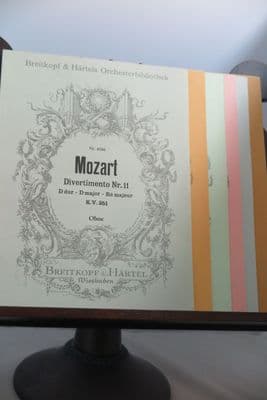 Breitkopf & Härtels Orchesterbibliothek
Mozart
Divertimento Nr. 11
D dur - D major - Ré majeur
K.V. 251
Oboe
BREITKOPF & HÄRTEL
Wiesbaden